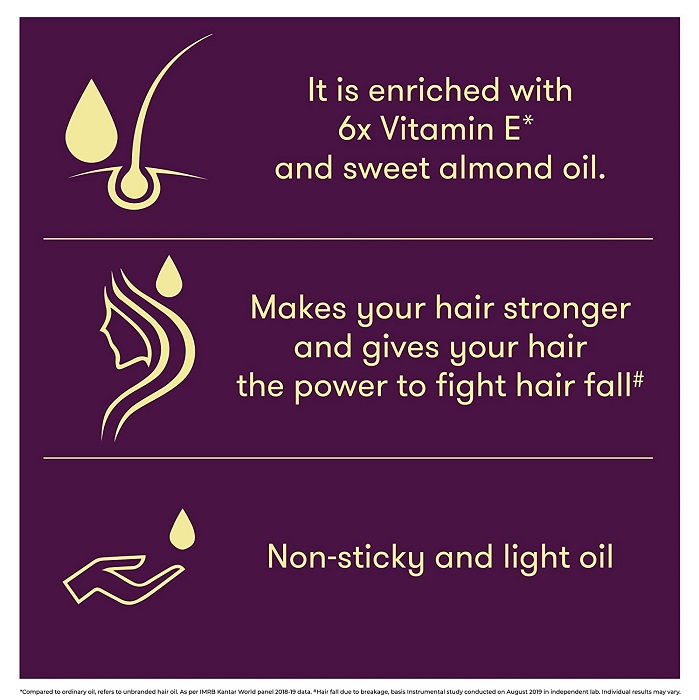 It is enriched with
6x Vitamin E*
and sweet almond oil.
Makes your hair stronger
and gives your hair
the power to fight hair fall#
Non-sticky and light oil
*Compared to ordinary oil, refers to unbranded hair oil. As per IMRB Kantar World panel 2018-19 data. #Hair fall due to breakage, basis Instrumental study conducted on August 2019 in independent lab. Individual results may vary.